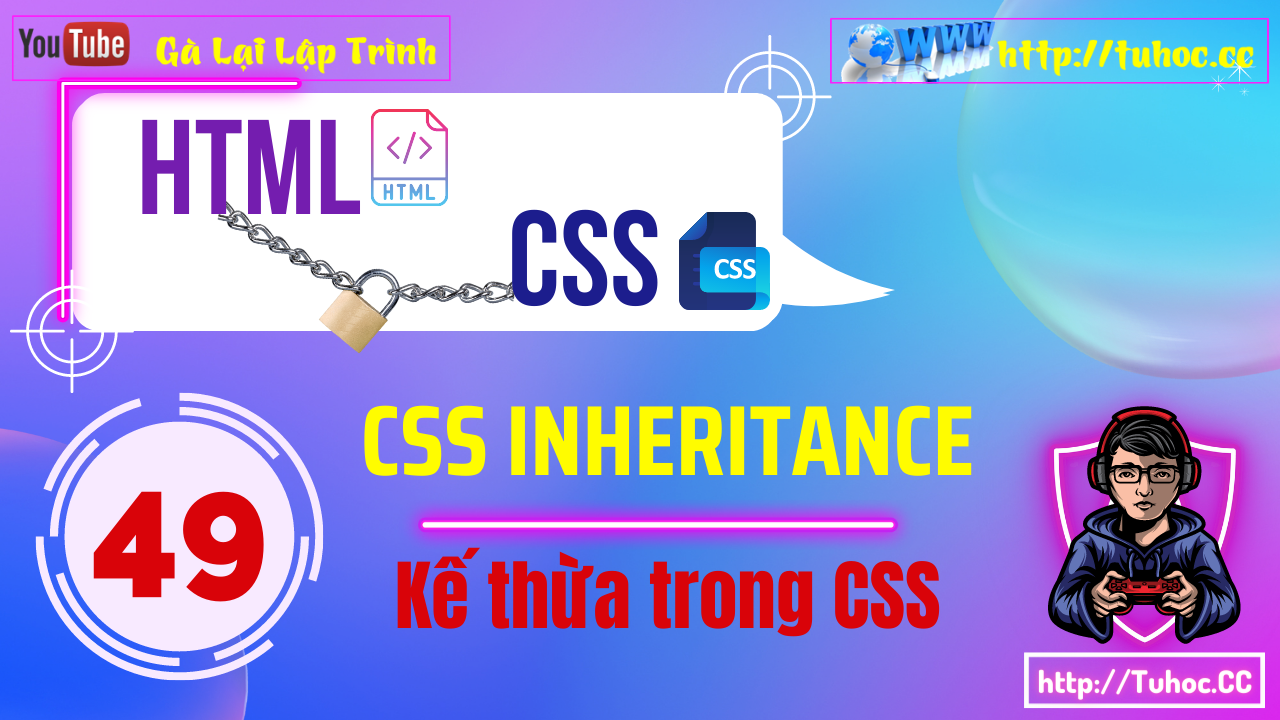 YouTube
Gà Lại Lập Trình
WWW
http://tuhoc.cc
HTML
HTML
CSS
CSS
49
CSS INHERITANCE
Kế thừa trong CSS
http://Tuhoc.CC